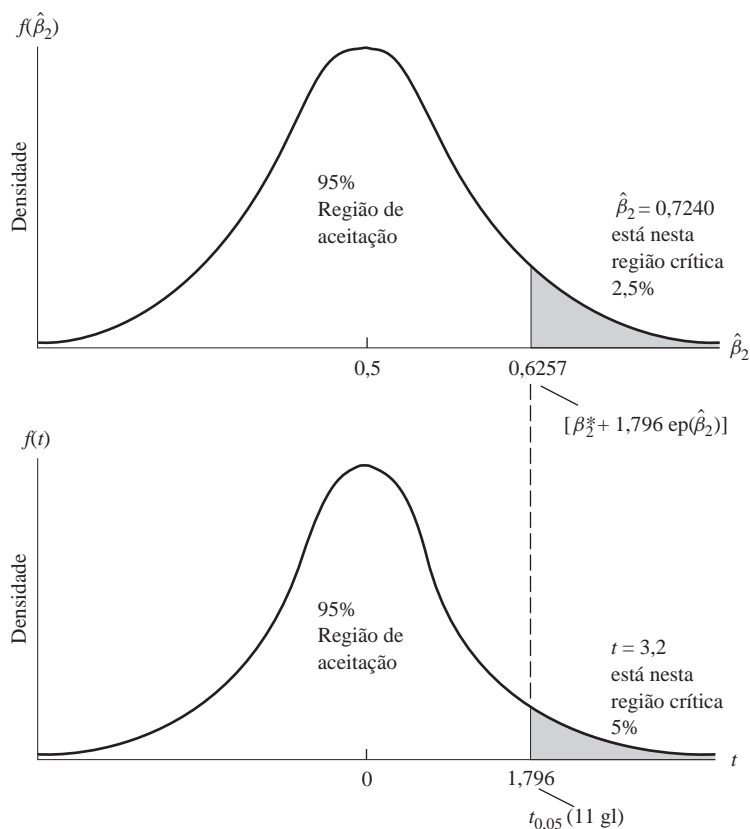 f(β̂₂)
Densidade
95%
Região de
aceitação
β̂₂ = 0,7240
está nesta
região crítica
2,5%
β̂₂
0,5
0,6257
[β₂* + 1,796 ep(β̂₂)]
f(t)
Densidade
95%
Região de
aceitação
t = 3,2
está nesta
região crítica
5%
t
0
1,796
t₀,₀₅ (11 gl)